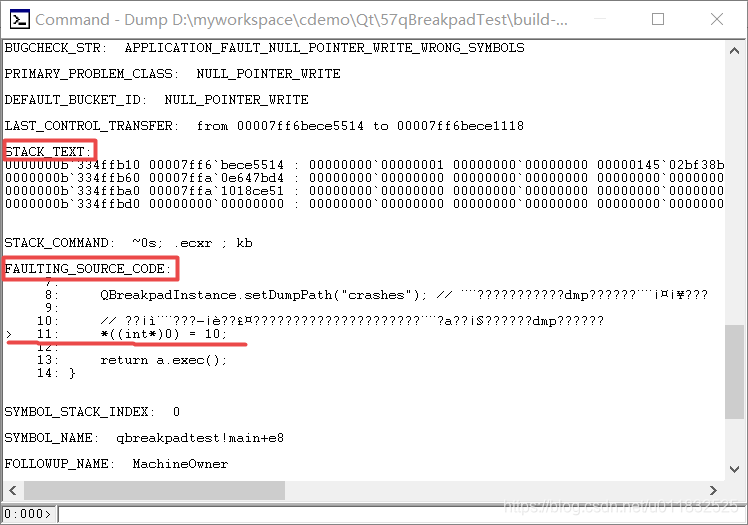 Command - Dump D:\myworkspace\cdemo\Qt\57qBreakpadTest\build-...
BUGCHECK_STR:  APPLICATION_FAULT_NULL_POINTER_WRITE_WRONG_SYMBOLS
PRIMARY_PROBLEM_CLASS:  NULL_POINTER_WRITE
DEFAULT_BUCKET_ID:  NULL_POINTER_WRITE
LAST_CONTROL_TRANSFER:  from 00007ff6bece5514 to 00007ff6bece1118
STACK_TEXT:
0000000b`334ffb10 00007ff6`bece5514 : 00000000`00000001 00000000`00000000 00000145`02bf38b
0000000b`334ffb60 00007ffa`0e647bd4 : 00000000`00000000 00000000`00000000 00000000`0000000
0000000b`334ffba0 00007ffa`1018ce51 : 00000000`00000000 00000000`00000000 00000000`0000000
0000000b`334ffbd0 00000000`00000000 : 00000000`00000000 00000000`00000000 00000000`0000000
STACK_COMMAND:  ~0s; .ecxr ; kb
FAULTING_SOURCE_CODE:
7:
8:     QBreakpadInstance.setDumpPath("crashes"); //
9:
10:     //
> 11:     *((int*)0) = 10;
12:
13:     return a.exec();
14: }
SYMBOL_STACK_INDEX:  0
SYMBOL_NAME:  qbreakpadtest!main+e8
FOLLOWUP_NAME:  MachineOwner
0:000>
https://blog.csdn.net/u011832525